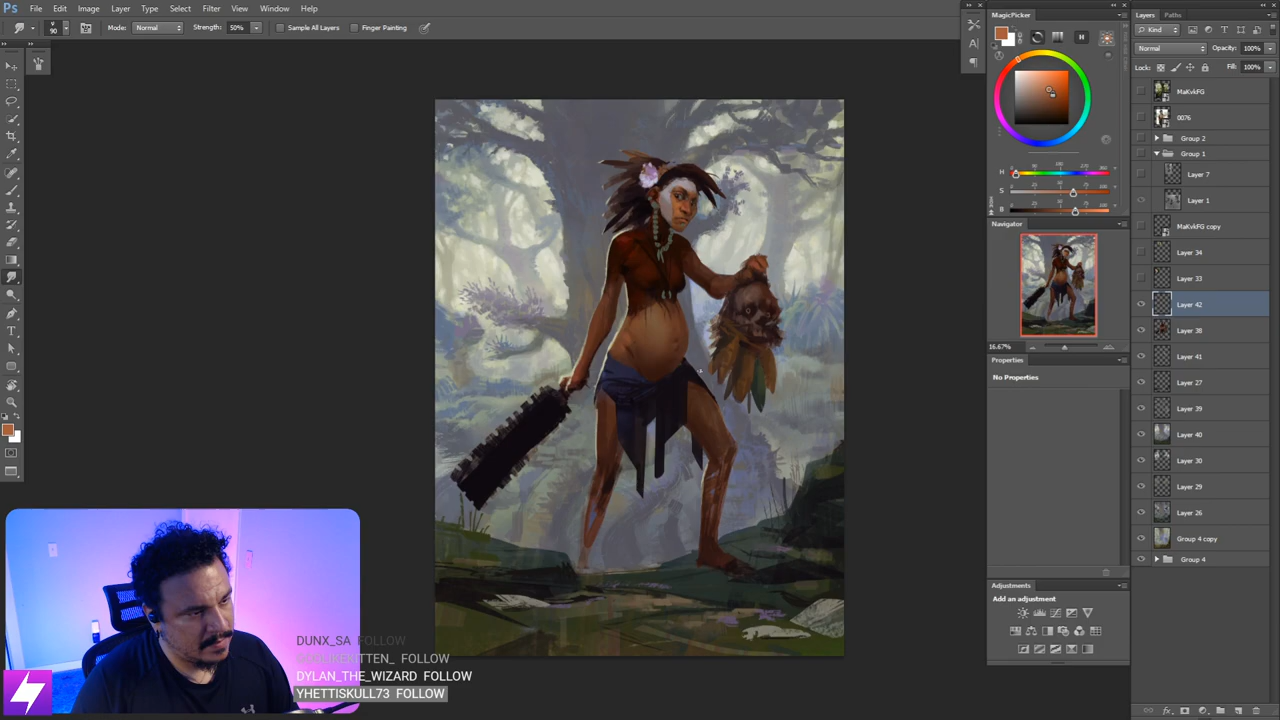 Ps File Edit Image Layer Type Select Filter View Window Help
90 Mode: Normal Strength: 50% Sample All Layers Finger Painting
MagicPicker
H
H
S
B
Navigator
16.67%
Properties
No Properties
Adjustments
Add an adjustment
Layers Paths
Kind
Normal Opacity: 100%
Lock: Fill: 100%
MaKvkFG
0076
Group 2
Group 1
Layer 7
Layer 1
MaKvkFG copy
Layer 34
Layer 33
Layer 42
Layer 38
Layer 41
Layer 27
Layer 39
Layer 40
Layer 30
Layer 29
Layer 26
Group 4 copy
Group 4
fx
DUNX_SA FOLLOW
FOLLOW
DYLAN_THE_WIZARD FOLLOW
YHETTISKULL73 FOLLOW